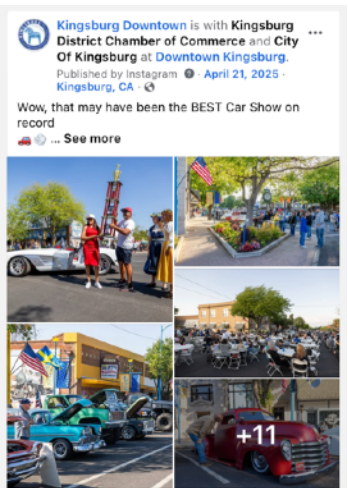 Kingsburg Downtown is with Kingsburg
District Chamber of Commerce and City
Of Kingsburg at Downtown Kingsburg.
Published by Instagram · April 21, 2025 ·
Kingsburg, CA ·
Wow, that may have been the BEST Car Show on
record
🚗💨 ... See more
+11